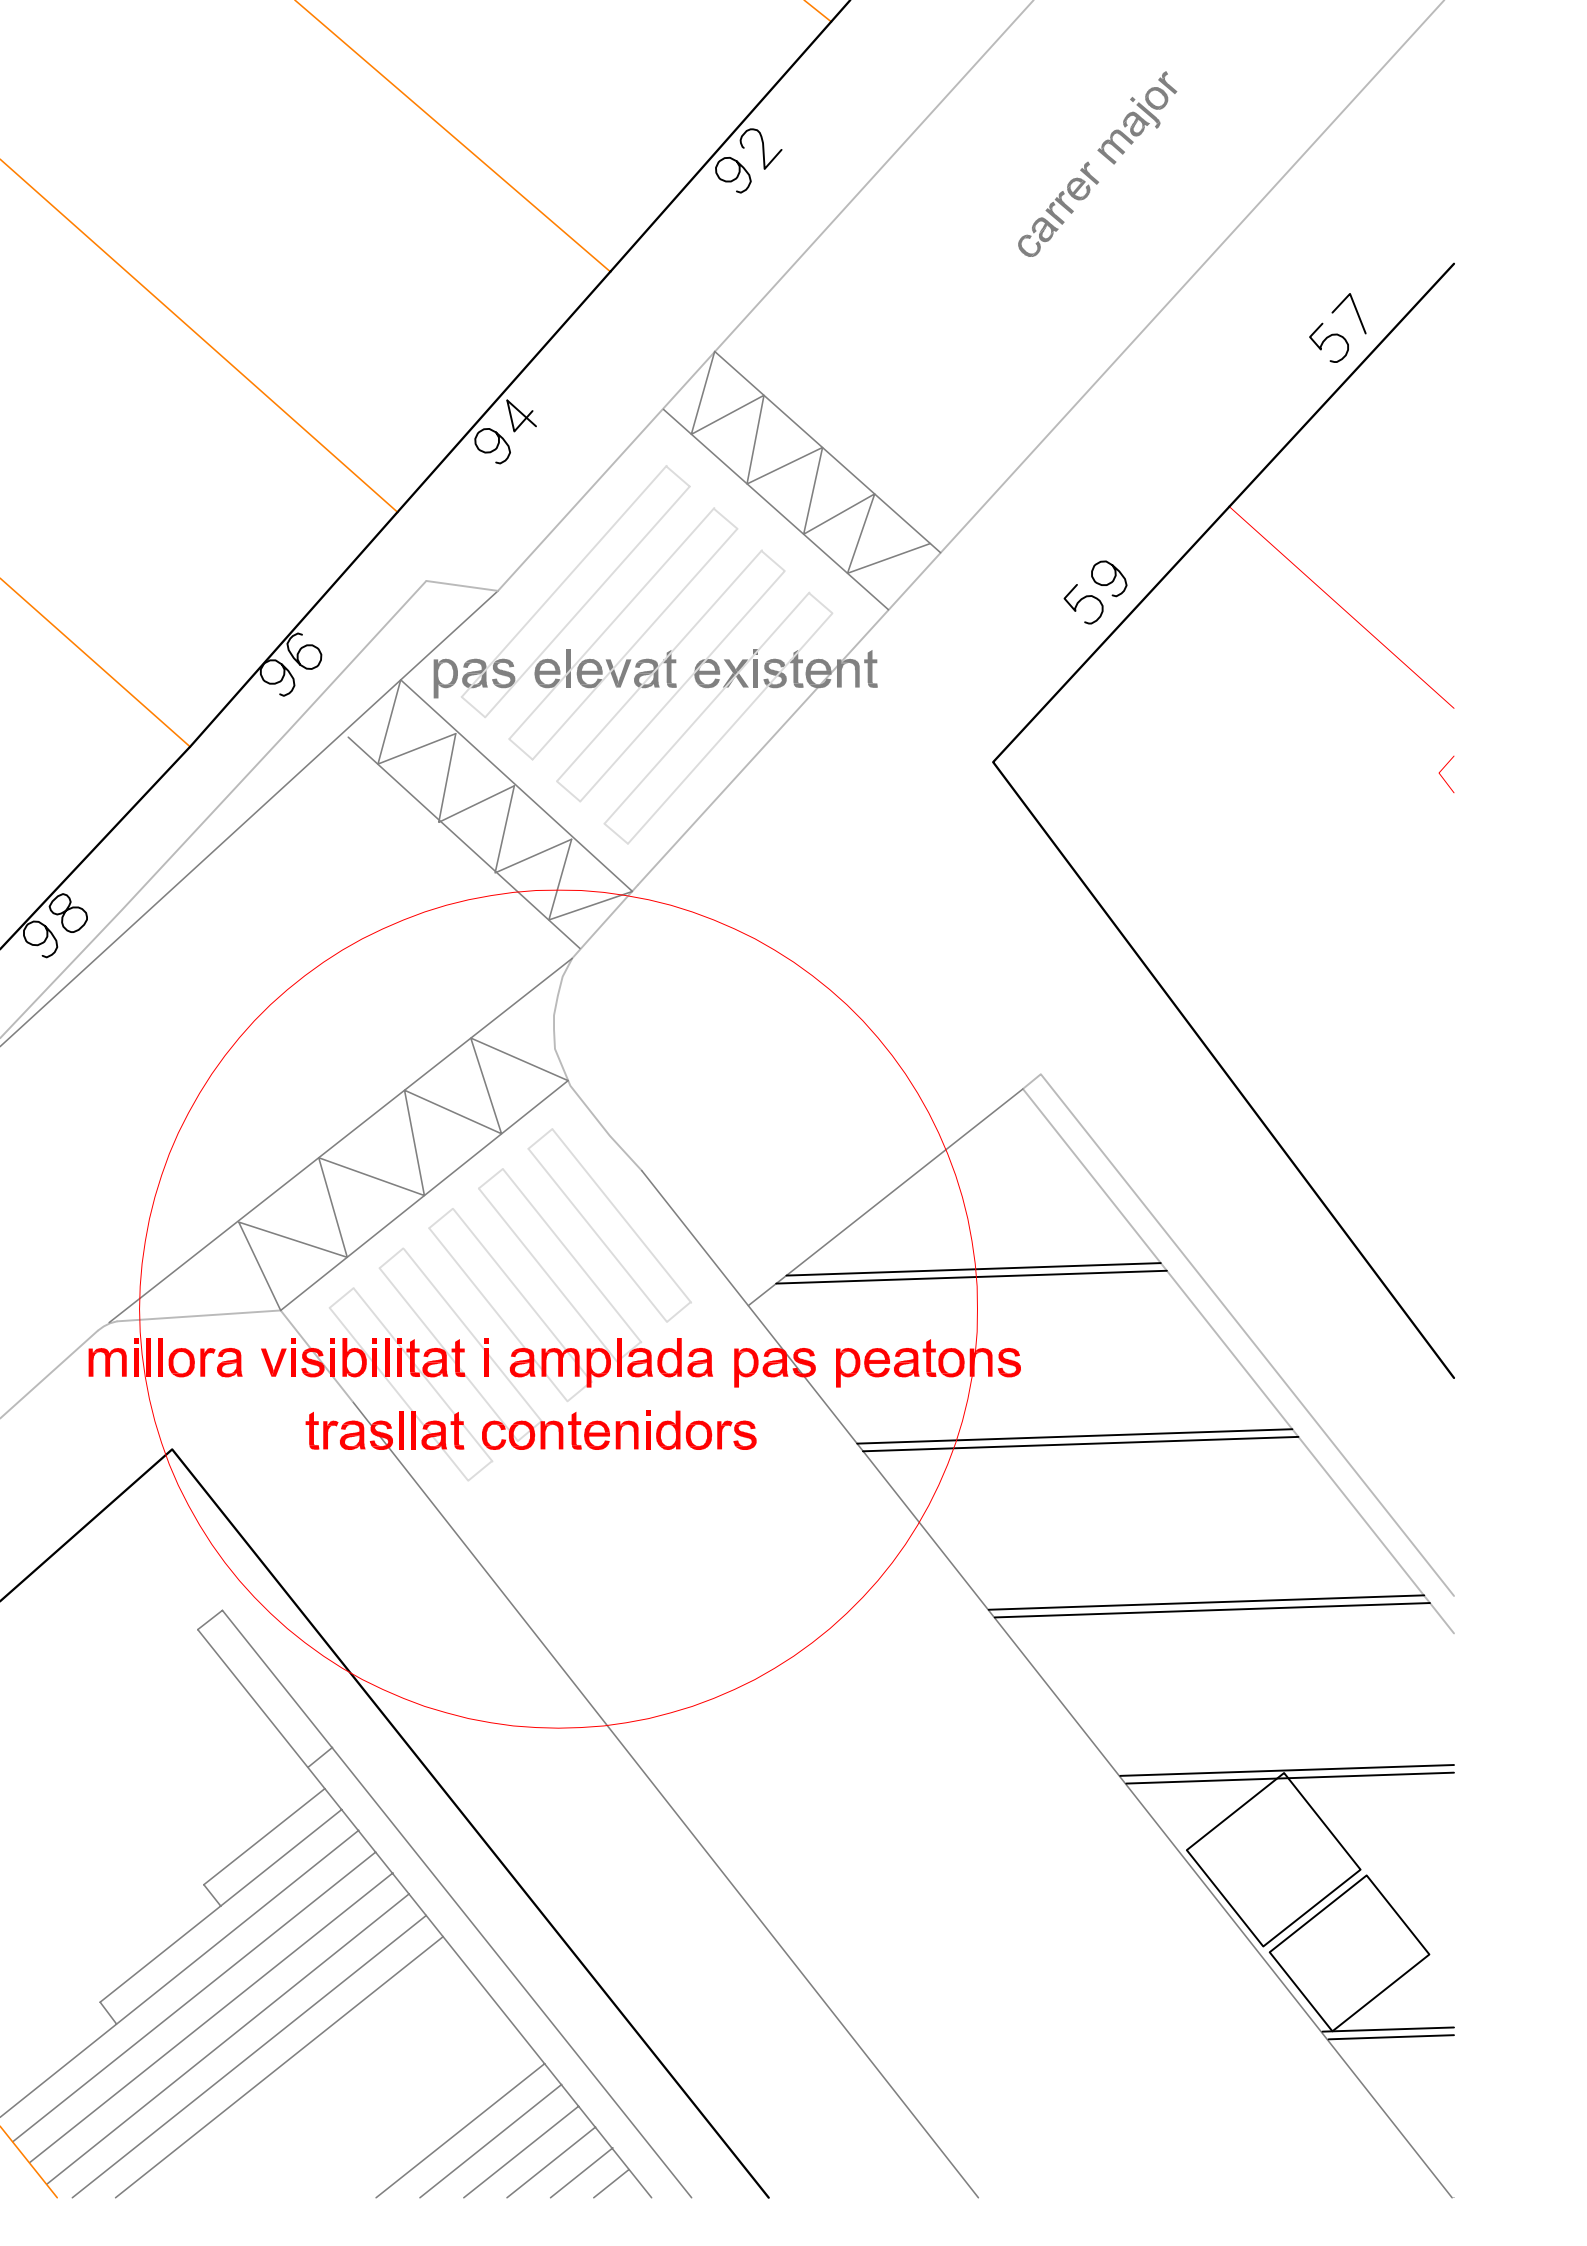 92
carrer major
57
94
59
96
pas elevat existent
98
millora visibilitat i amplada pas peatons
trasllat contenidors